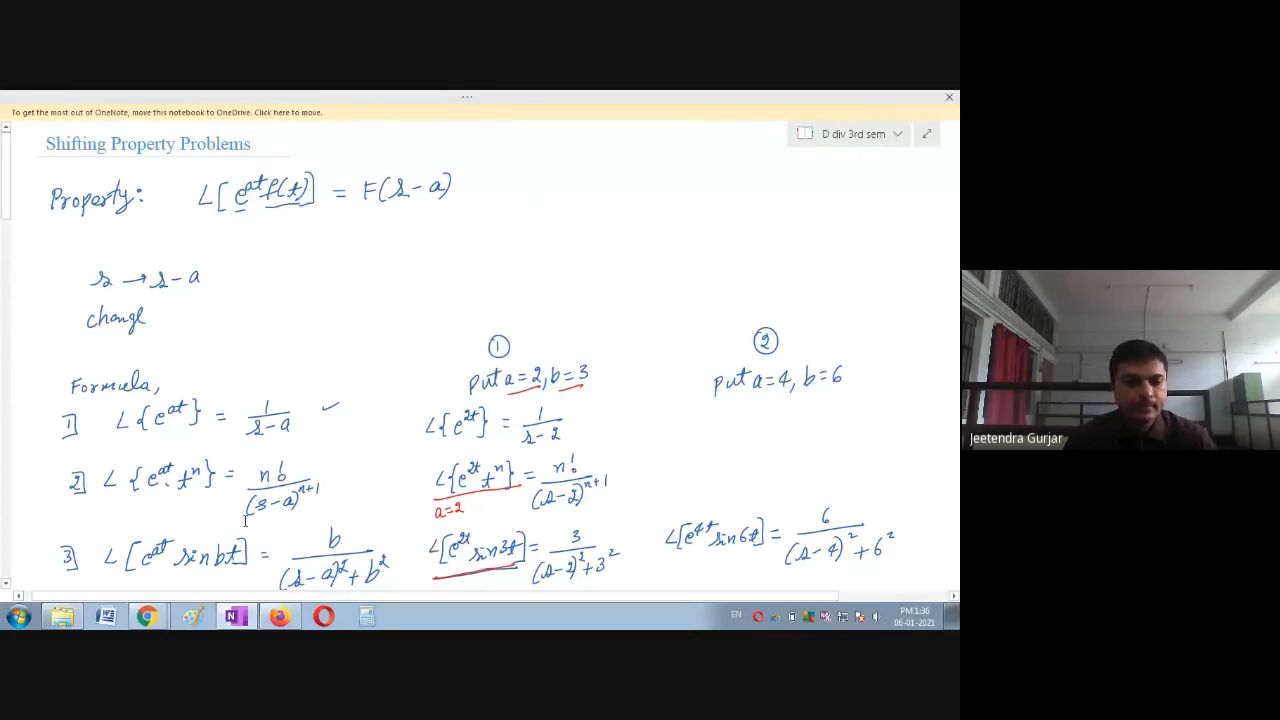 To get the most out of OneNote, move this notebook to OneDrive. Click here to move.
Shifting Property Problems
D div 3rd sem
Property: L[e^{at} f(t)] = F(s-a)
s → s-a
change
① ②
put a=2, b=3 put a=4, b=6
Formula,
1] L{e^{at}} = 1/(s-a) ✓ L{e^{2t}} = 1/(s-2)
2] L{e^{at}. t^n} = n!/(s-a)^{n+1} L{e^{2t} t^n} = n!/(s-2)^{n+1}
a=2
3] L[e^{at} sin bt] = b/((s-a)^2+b^2) L[e^{2t} sin 3t] = 3/((s-2)^2+3^2) L[e^{4t} sin 6t] = 6/((s-4)^2+6^2)
Jeetendra Gurjar
EN
PM 1:36
06-01-2021